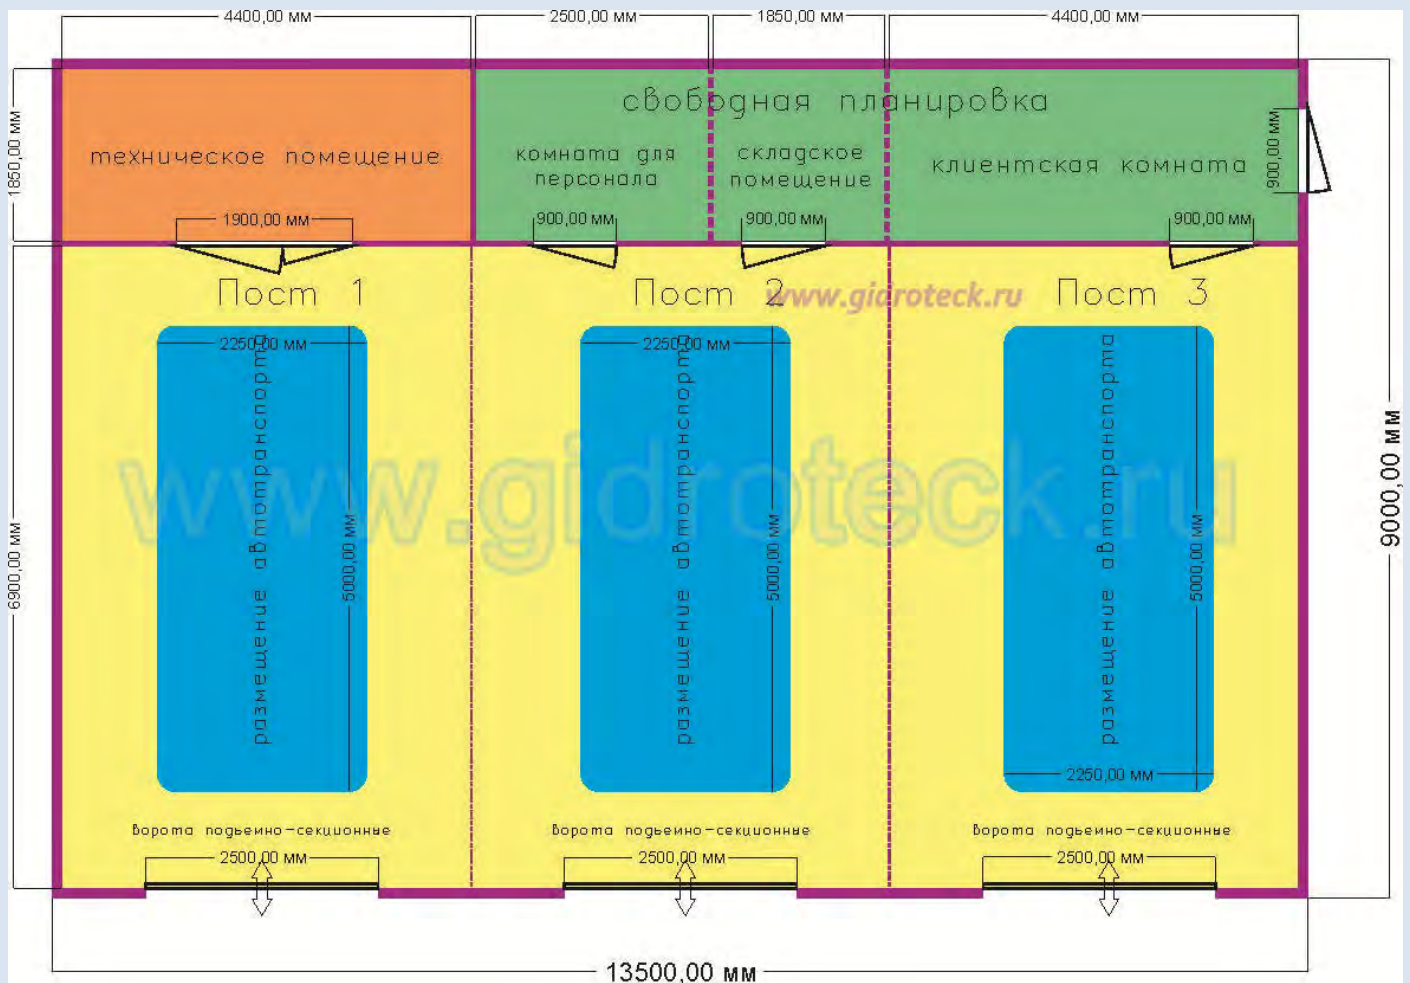 4400,00 мм
2500,00 мм
1850,00 мм
4400,00 мм
1850,00 мм
свободная планировка
техническое помещение
комната для
персонала
складское
помещение
клиентская комната
900,00 мм
1900,00 мм
900,00 мм
900,00 мм
900,00 мм
Пост 1
Пост 2
www.gidroteck.ru
Пост 3
2250,00 мм
2250,00 мм
размещение автотранспорта
5000,00 мм
размещение автотранспорта
5000,00 мм
размещение автотранспорта
5000,00 мм
www.gidroteck.ru
6900,00 мм
9000,00 мм
2250,00 мм
Ворота подьемно-секционные
Ворота подьемно-секционные
Ворота подьемно-секционные
2500,00 мм
2500,00 мм
2500,00 мм
13500,00 мм